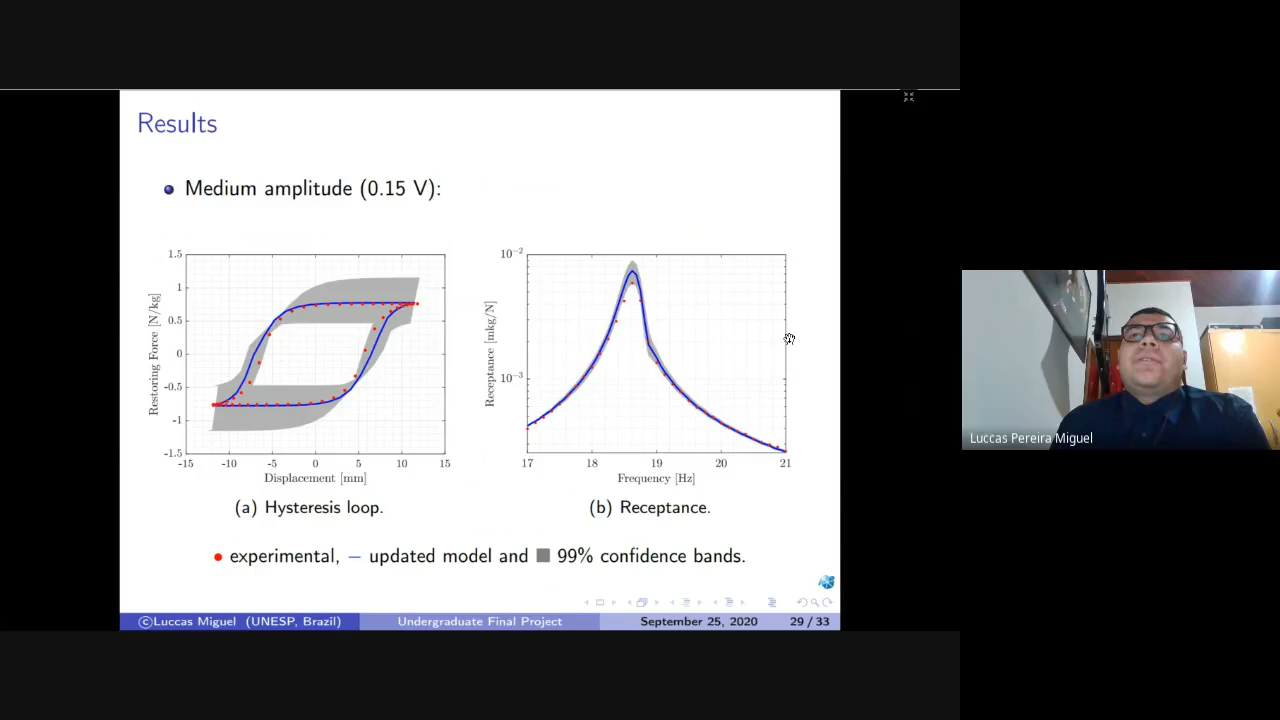 Results
Medium amplitude (0.15 V):
1.5
1
0.5
0
-0.5
-1
-1.5
-15 -10 -5 0 5 10 15
Restoring Force [N/kg]
Displacement [mm]
(a) Hysteresis loop.
10⁻²
10⁻³
17 18 19 20 21
Receptance [mkg/N]
Frequency [Hz]
(b) Receptance.
experimental, – updated model and 99% confidence bands.
©Luccas Miguel (UNESP, Brazil) Undergraduate Final Project September 25, 2020 29 / 33
Luccas Pereira Miguel